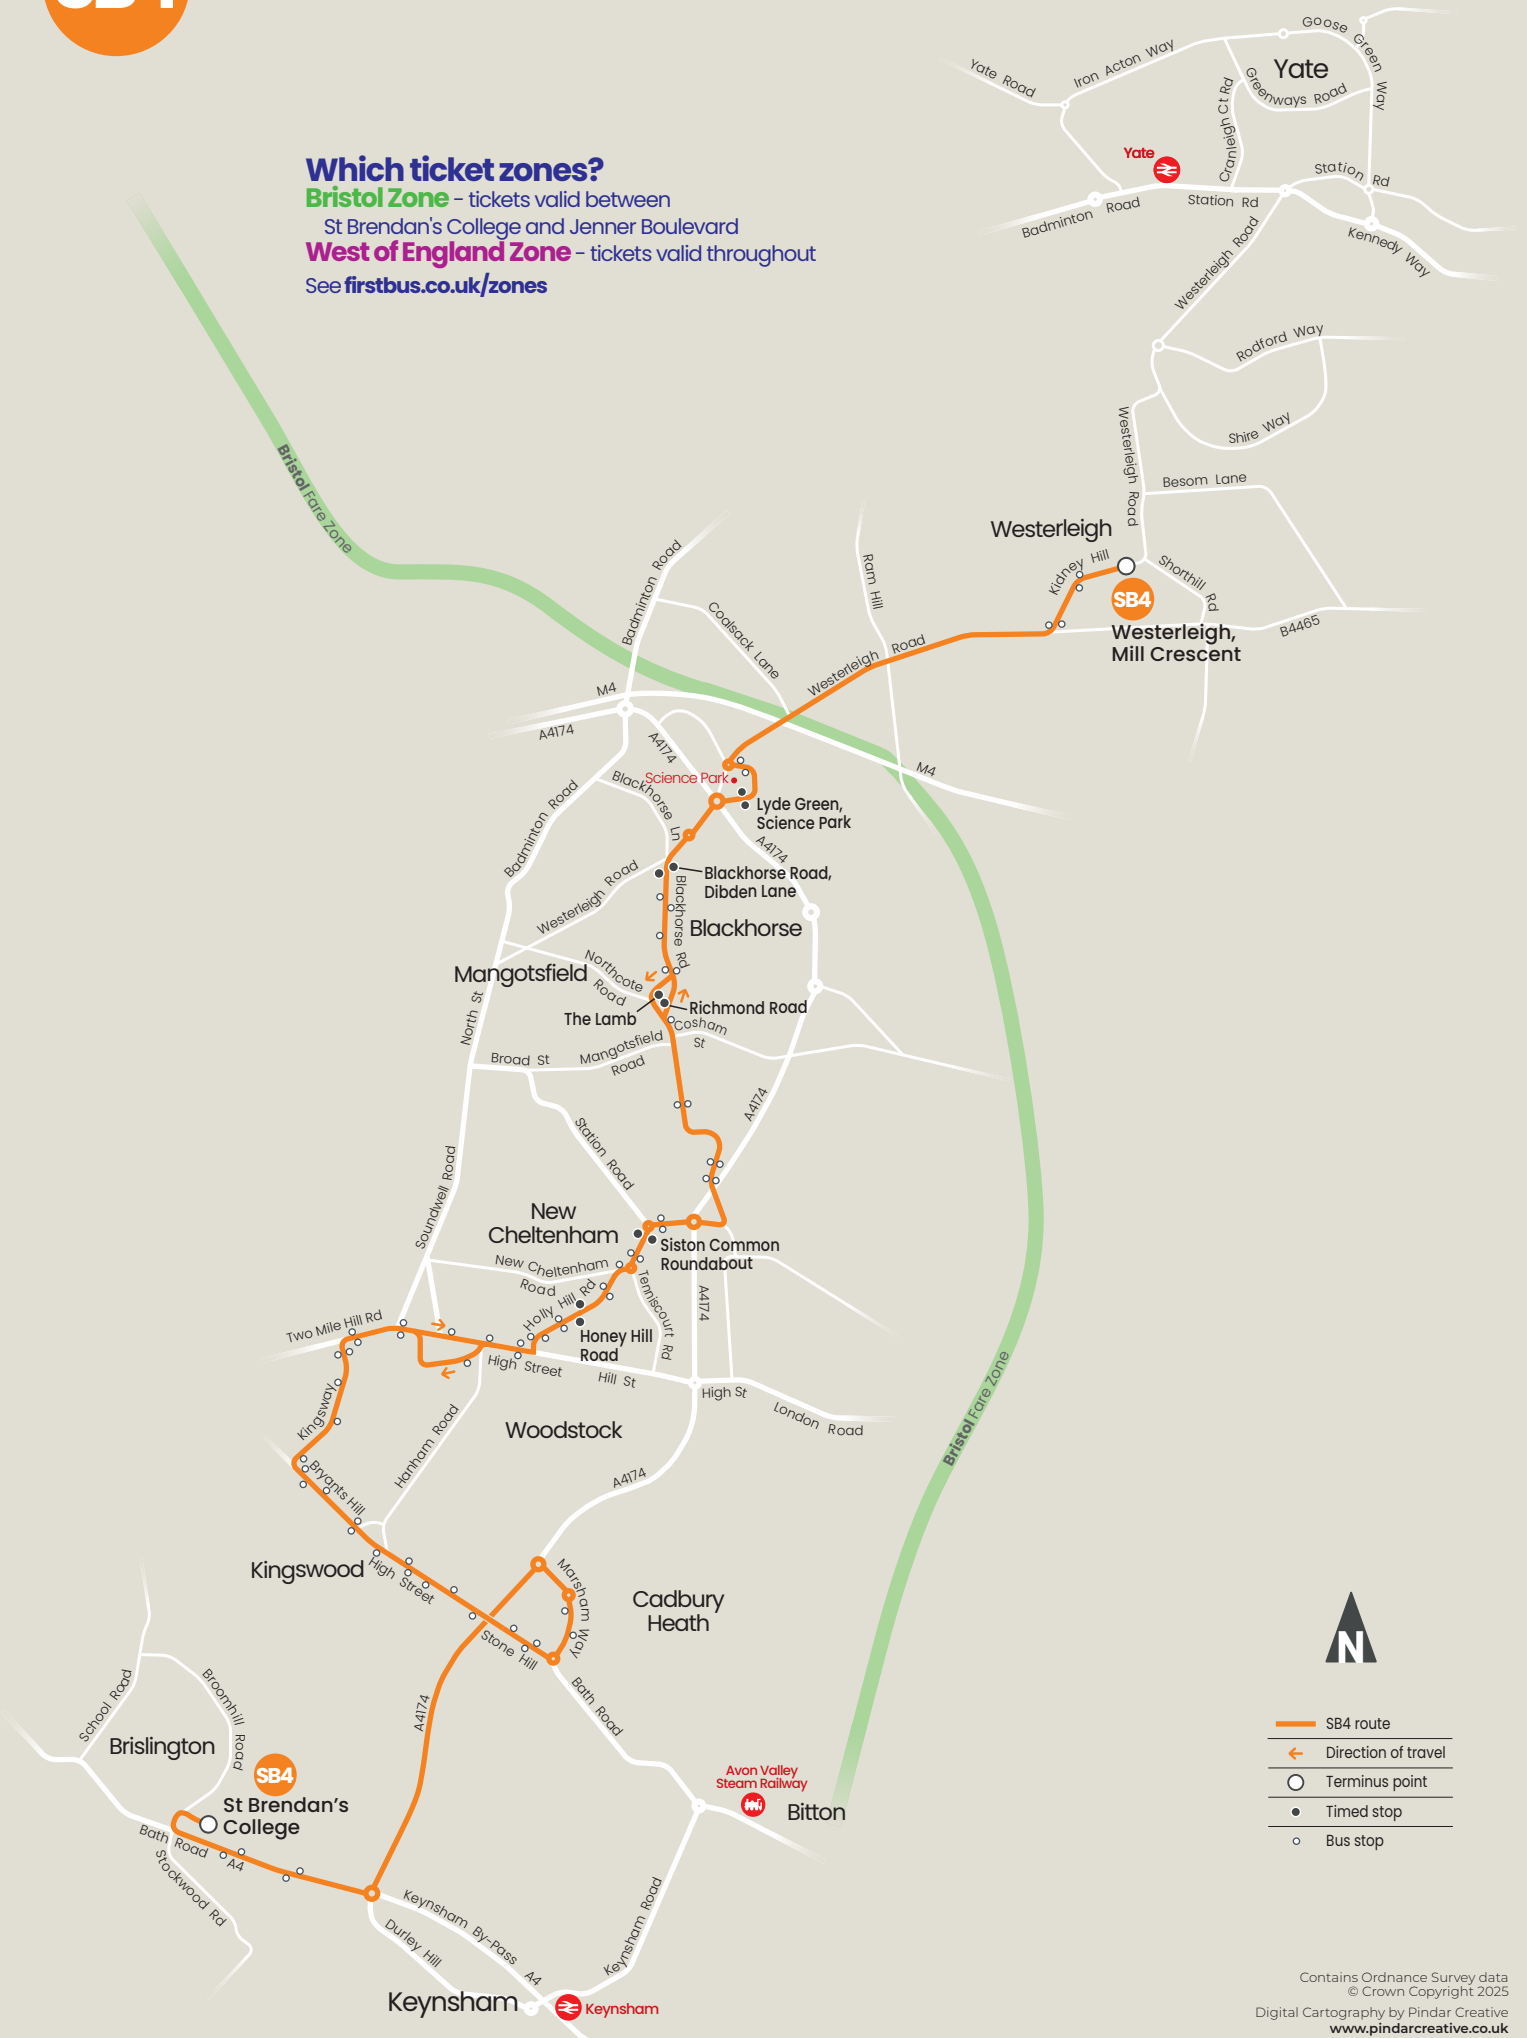 Yate Road
Iron Acton Way
Goose Green Way
Yate
Greenways Road
Cranleigh Ct Rd
Yate
Station Rd
Station Rd
Badminton Road
Kennedy Way
Westerleigh Road
Which ticket zones?
Bristol Zone - tickets valid between
St Brendan's College and Jenner Boulevard
West of England Zone - tickets valid throughout
See firstbus.co.uk/zones
Rodford Way
Shire Way
Westerleigh Road
Besom Lane
Bristol Fare Zone
Westerleigh
Kidney Hill
Shorthill Rd
SB4
Westerleigh,
Mill Crescent
B4465
Ram Hill
Badminton Road
Coalsack Lane
Westerleigh Road
M4
A4174
A4174
M4
Science Park
Lyde Green,
Science Park
Blackhorse Ln
Badminton Road
A4174
Westerleigh Road
Blackhorse Road,
Dibden Lane
Blackhorse Rd
Blackhorse
Mangotsfield
Northcote
Road
North St
The Lamb
Richmond Road
Cosham
St
Broad St
Mangotsfield
Road
A4174
Station Road
Soundwell Road
New
Cheltenham
Siston Common
Roundabout
New Cheltenham
Road
Tenniscourt Rd
A4174
Holly Hill Rd
Honey Hill
Road
Two Mile Hill Rd
High Street
Hill St
High St
London Road
Bristol Fare Zone
Kingsway
Hanham Road
Woodstock
Bryants Hill
A4174
Kingswood
High Street
Marsham Way
Cadbury
Heath
Stone Hill
Bath Road
A4174
School Road
Broomhill Road
Brislington
SB4
St Brendan's
College
Bath Road
A4
Stockwood Rd
Avon Valley
Steam Railway
Bitton
Keynsham By-Pass
A4
Durley Hill
Keynsham Road
Keynsham
Keynsham
N
SB4 route
Direction of travel
Terminus point
Timed stop
Bus stop
Contains Ordnance Survey data
© Crown Copyright 2025
Digital Cartography by Pindar Creative
www.pindarcreative.co.uk